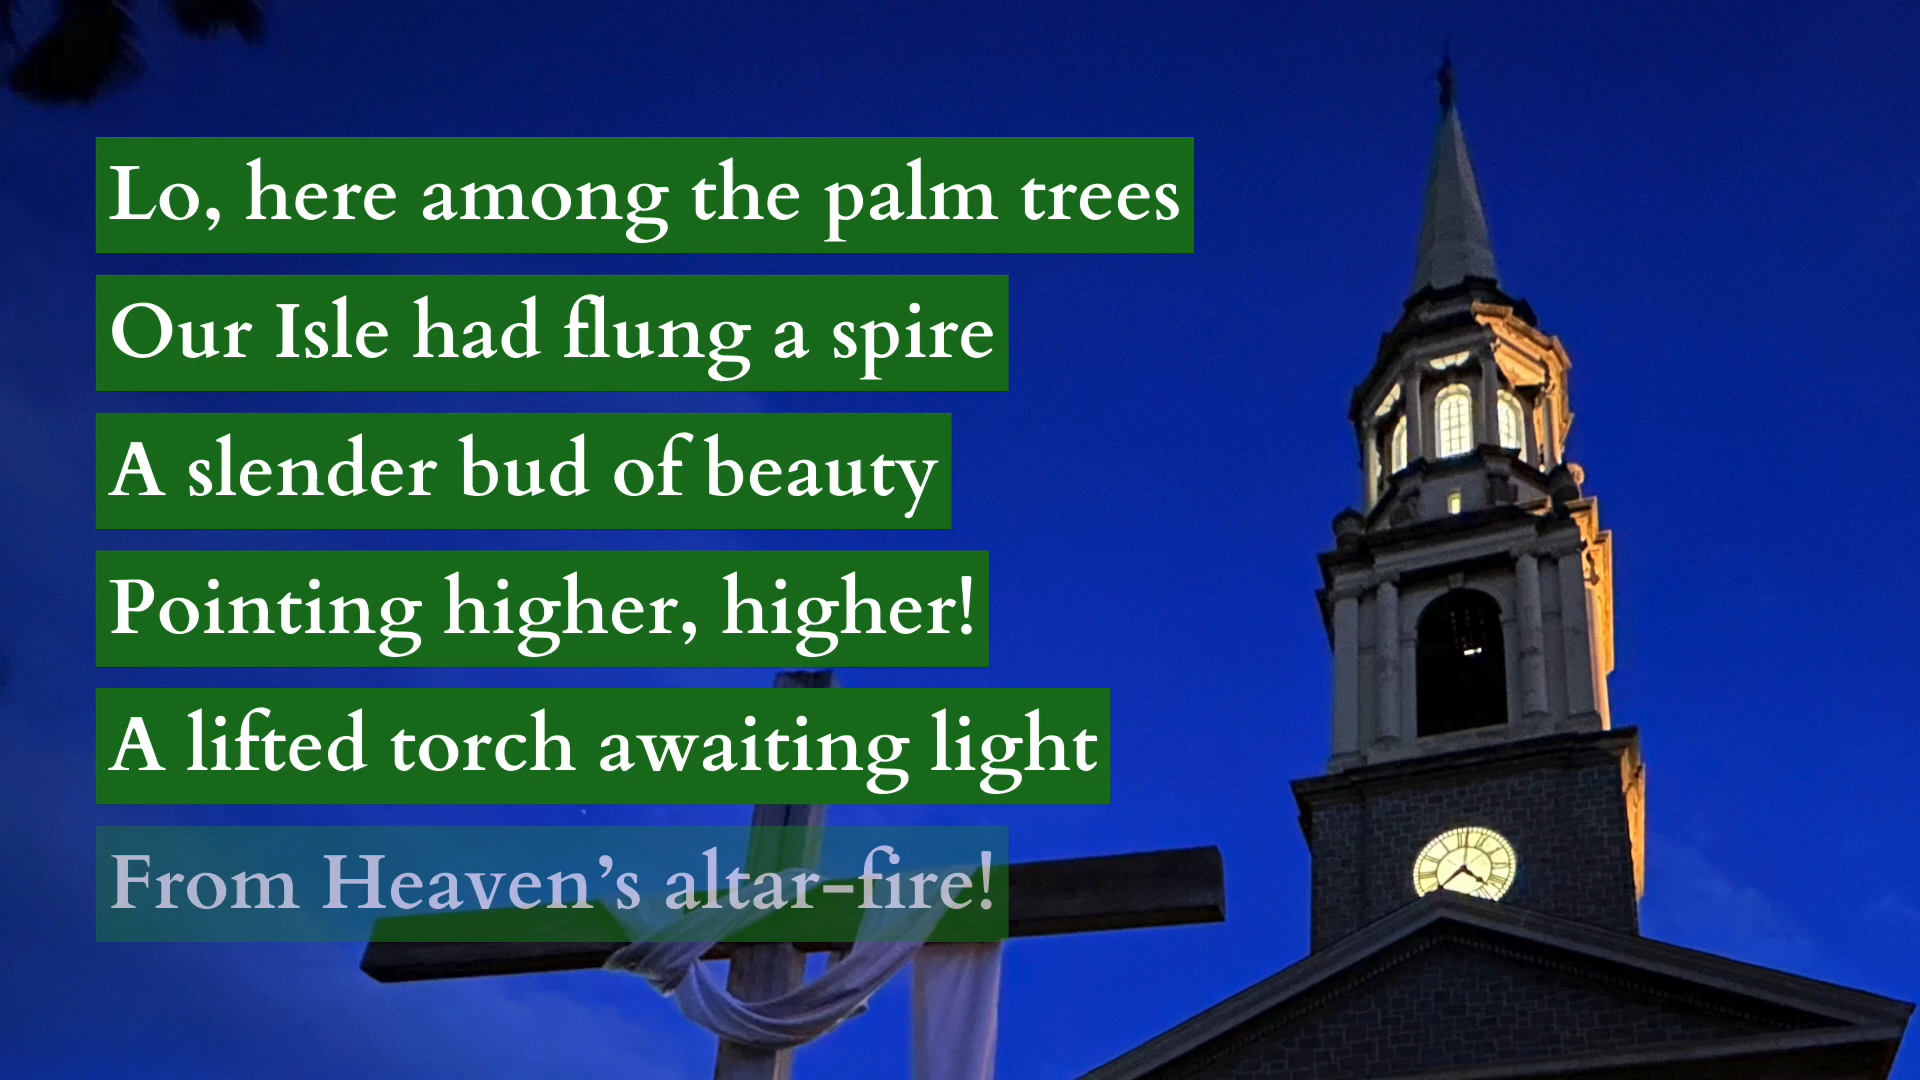 Lo, here among the palm trees
Our Isle had flung a spire
A slender bud of beauty
Pointing higher, higher!
A lifted torch awaiting light
From Heaven’s altar-fire!